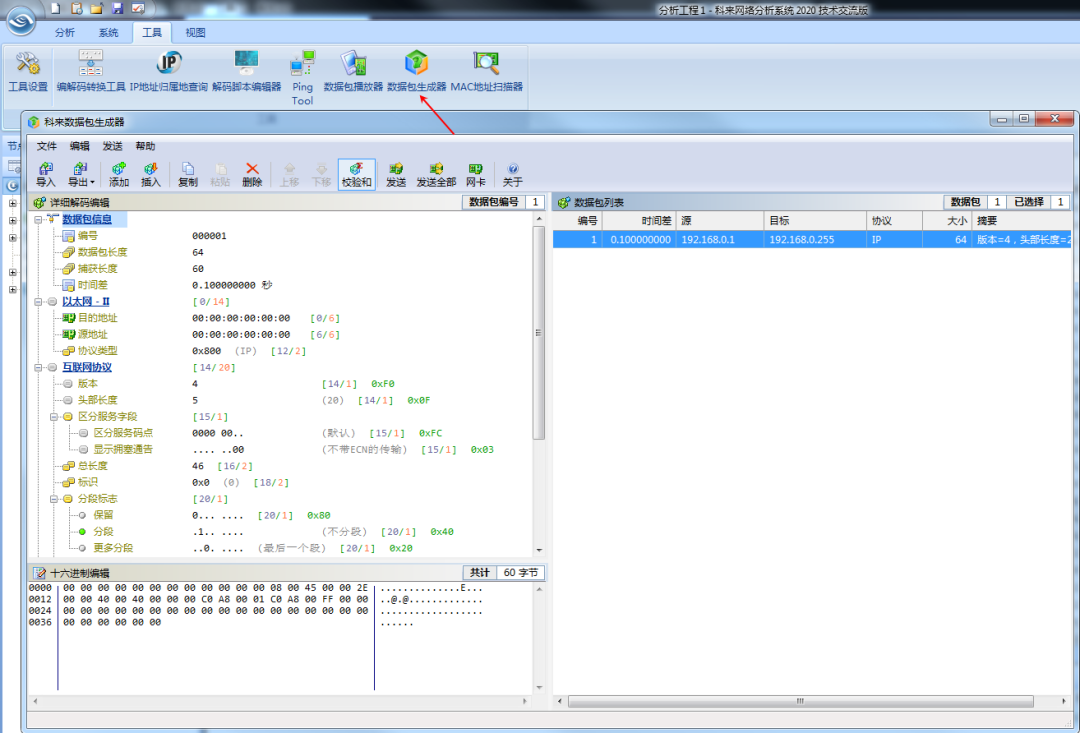 分析工程1 - 科来网络分析系统 2020 技术交流版
分析 系统 工具 视图
工具设置 编解码转换工具 IP地址归属地查询 解码脚本编辑器 Ping Tool 数据包播放器 数据包生成器 MAC地址扫描器
科来数据包生成器
文件 编辑 发送 帮助
导入 导出 添加 插入 复制 粘贴 删除 上移 下移 校验和 发送 发送全部 网卡 关于
详细解码编辑 数据包编号 1
数据包信息
编号 000001
数据包长度 64
捕获长度 60
时间差 0.100000000 秒
以太网 - II [0/14]
目的地址 00:00:00:00:00:00 [0/6]
源地址 00:00:00:00:00:00 [6/6]
协议类型 0x800 (IP) [12/2]
互联网协议 [14/20]
版本 4 [14/1] 0xF0
头部长度 5 (20) [14/1] 0x0F
区分服务字段 [15/1]
区分服务码点 0000 00.. (默认) [15/1] 0xFC
显示拥塞通告 .... ..00 (不带ECN的传输) [15/1] 0x03
总长度 46 [16/2]
标识 0x0 (0) [18/2]
分段标志 [20/1]
保留 0... .... [20/1] 0x80
分段 .1.. .... (不分段) [20/1] 0x40
更多分段 ..0. .... (最后一个段) [20/1] 0x20
数据包列表 数据包 1 已选择 1
编号 时间差 源 目标 协议 大小 摘要
1 0.100000000 192.168.0.1 192.168.0.255 IP 64 版本=4，头部长度=2
十六进制编辑 共计 60 字节
0000 00 00 00 00 00 00 00 00 00 00 00 00 08 00 45 00 00 2E ..............E...
0012 00 00 40 00 40 00 00 00 C0 A8 00 01 C0 A8 00 FF 00 00 ..@.@.............
0024 00 00 00 00 00 00 00 00 00 00 00 00 00 00 00 00 00 00 ..................
0036 00 00 00 00 00 00 ......